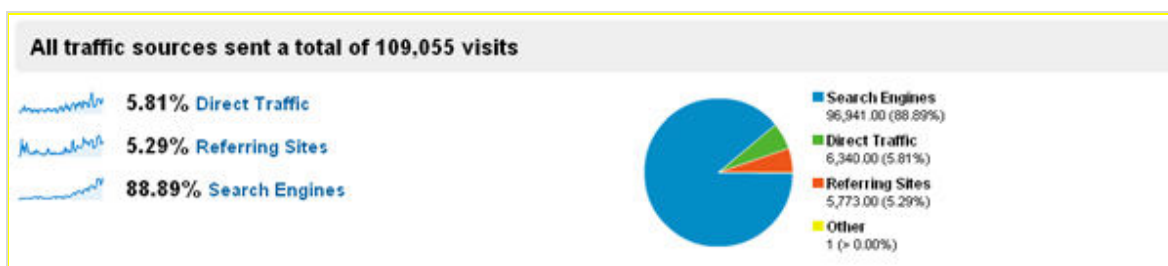 All traffic sources sent a total of 109,055 visits
5.81% Direct Traffic
5.29% Referring Sites
88.89% Search Engines
Search Engines
96,941.00 (88.89%)
Direct Traffic
6,340.00 (5.81%)
Referring Sites
5,773.00 (5.29%)
Other
1 (> 0.00%)